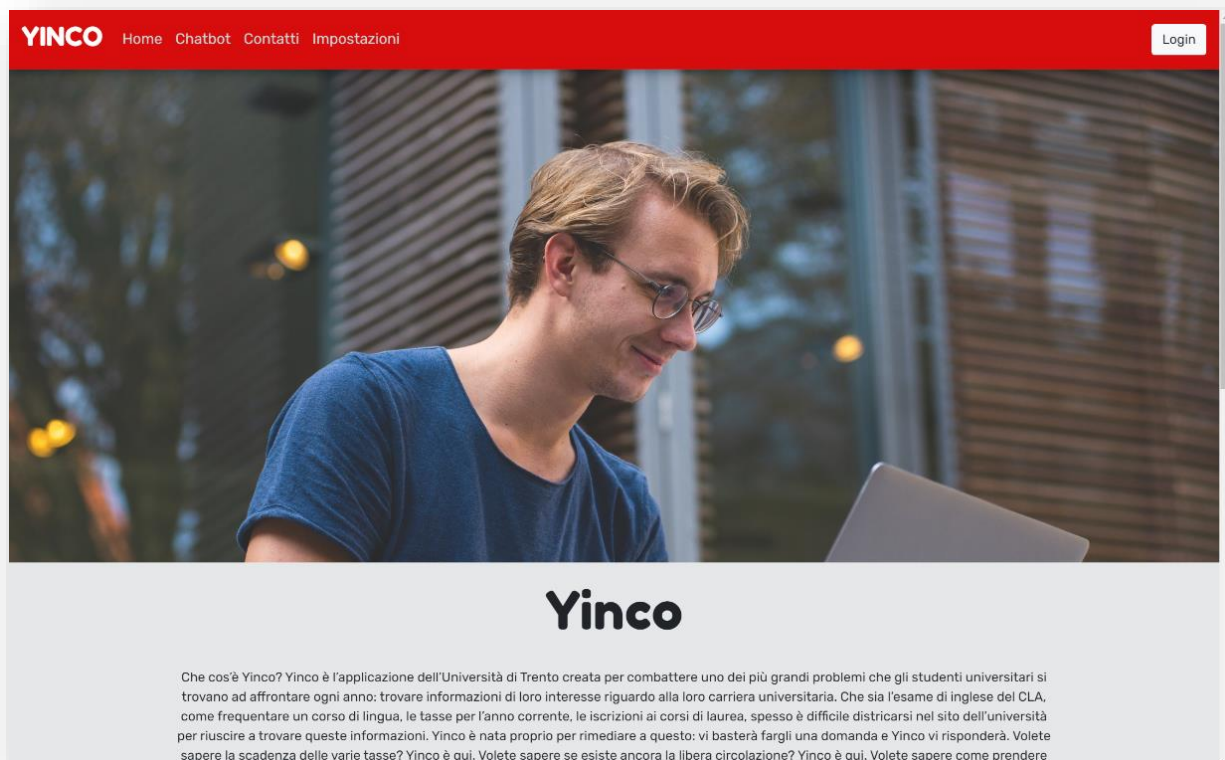 YINCO Home Chatbot Contatti Impostazioni Login
Yinco
Che cos'è Yinco? Yinco è l'applicazione dell'Università di Trento creata per combattere uno dei più grandi problemi che gli studenti universitari si
trovano ad affrontare ogni anno: trovare informazioni di loro interesse riguardo alla loro carriera universitaria. Che sia l'esame di inglese del CLA,
come frequentare un corso di lingua, le tasse per l'anno corrente, le iscrizioni ai corsi di laurea, spesso è difficile districarsi nel sito dell'università
per riuscire a trovare queste informazioni. Yinco è nata proprio per rimediare a questo: vi basterà fargli una domanda e Yinco vi risponderà. Volete
sapere la scadenza delle varie tasse? Yinco è qui. Volete sapere se esiste ancora la libera circolazione? Yinco è qui. Volete sapere come prendere